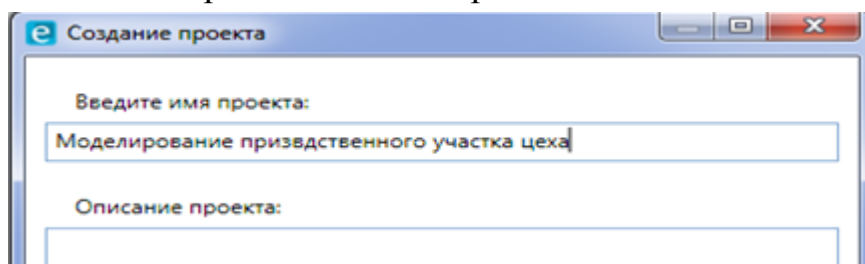 Создание проекта
Введите имя проекта:
Моделирование призвдственного участка цеха
Описание проекта: